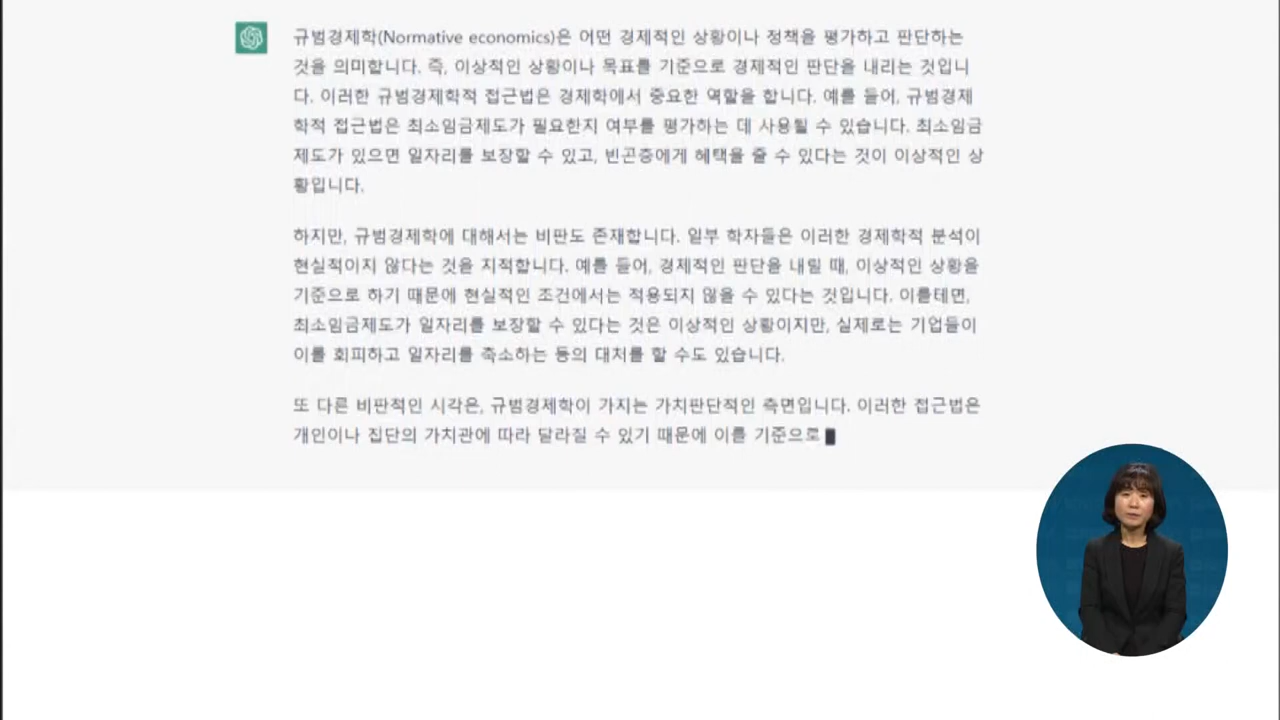 규범경제학(Normative economics)은 어떤 경제적인 상황이나 정책을 평가하고 판단하는
것을 의미합니다. 즉, 이상적인 상황이나 목표를 기준으로 경제적인 판단을 내리는 것입니
다. 이러한 규범경제학적 접근법은 경제학에서 중요한 역할을 합니다. 예를 들어, 규범경제
학적 접근법은 최소임금제도가 필요한지 여부를 평가하는 데 사용될 수 있습니다. 최소임금
제도가 있으면 일자리를 보장할 수 있고, 빈곤층에게 혜택을 줄 수 있다는 것이 이상적인 상
황입니다.
하지만, 규범경제학에 대해서는 비판도 존재합니다. 일부 학자들은 이러한 경제학적 분석이
현실적이지 않다는 것을 지적합니다. 예를 들어, 경제적인 판단을 내릴 때, 이상적인 상황을
기준으로 하기 때문에 현실적인 조건에서는 적용되지 않을 수 있다는 것입니다. 이를테면,
최소임금제도가 일자리를 보장할 수 있다는 것은 이상적인 상황이지만, 실제로는 기업들이
이를 회피하고 일자리를 축소하는 등의 대처를 할 수도 있습니다.
또 다른 비판적인 시각은, 규범경제학이 가지는 가치판단적인 측면입니다. 이러한 접근법은
개인이나 집단의 가치관에 따라 달라질 수 있기 때문에 이를 기준으로